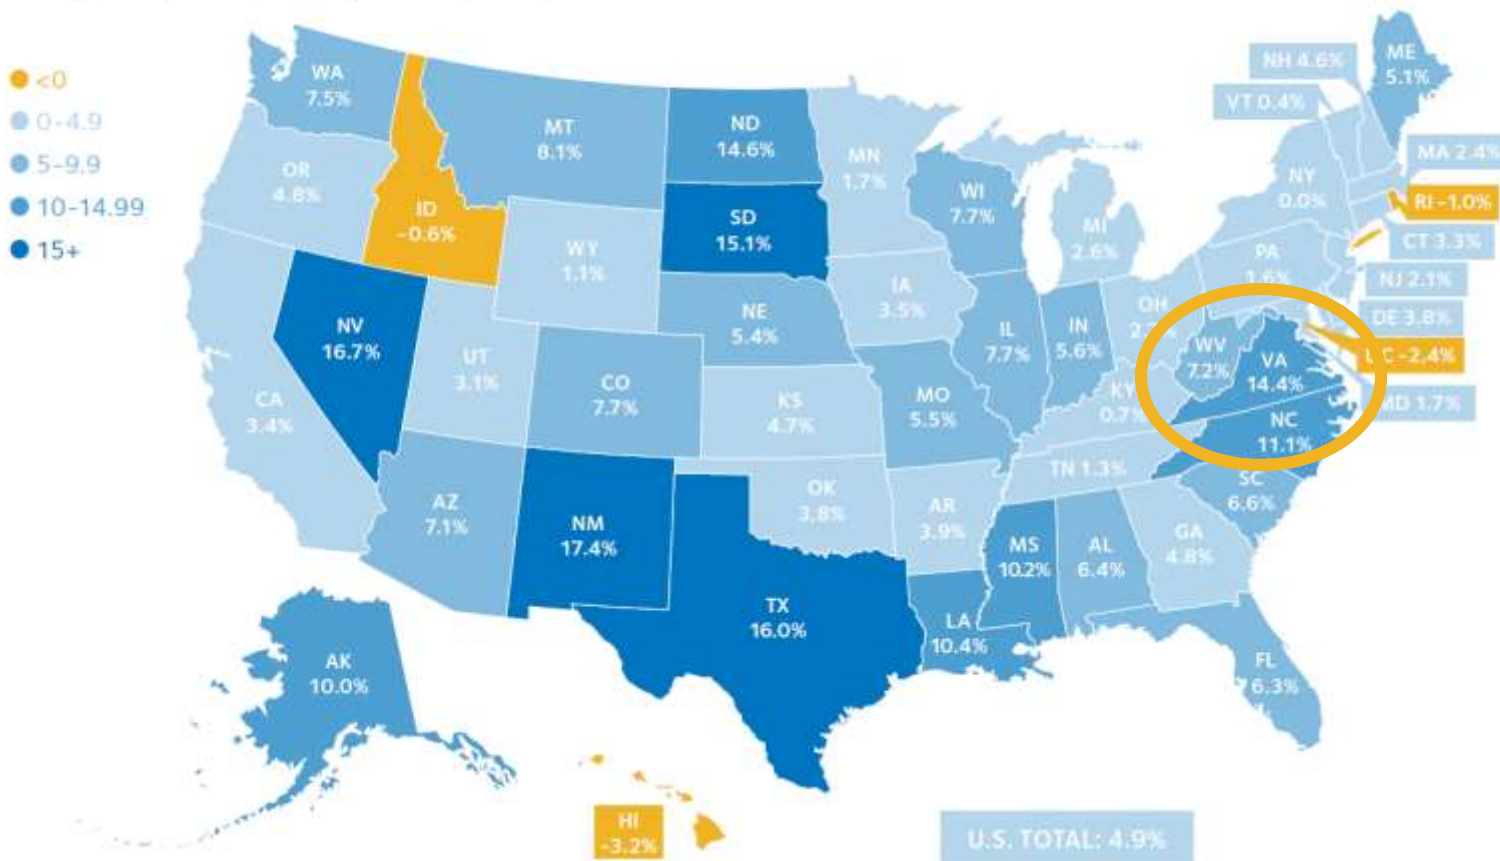 <0
0-4.9
5-9.9
10-14.99
15+
WA
7.5%
OR
4.8%
CA
3.4%
NV
16.7%
ID
-0.6%
MT
8.1%
WY
1.1%
UT
3.1%
AZ
7.1%
CO
7.7%
NM
17.4%
ND
14.6%
SD
15.1%
NE
5.4%
KS
4.7%
OK
3.8%
TX
16.0%
MN
1.7%
IA
3.5%
MO
5.5%
AR
3.9%
LA
10.4%
WI
7.7%
IL
7.7%
MI
2.6%
IN
5.6%
OH
KY
0.7%
TN 1.3%
MS
10.2%
AL
6.4%
GA
4.8%
FL
6.3%
SC
6.6%
NC
11.1%
VA
14.4%
WV
7.2%
PA
1.6%
NY
0.0%
VT 0.4%
NH 4.6%
ME
5.1%
MA 2.4%
RI -1.0%
CT 3.3%
NJ 2.1%
DE 3.8%
DC -2.4%
MD 1.7%
AK
10.0%
HI
-3.2%
U.S. TOTAL: 4.9%